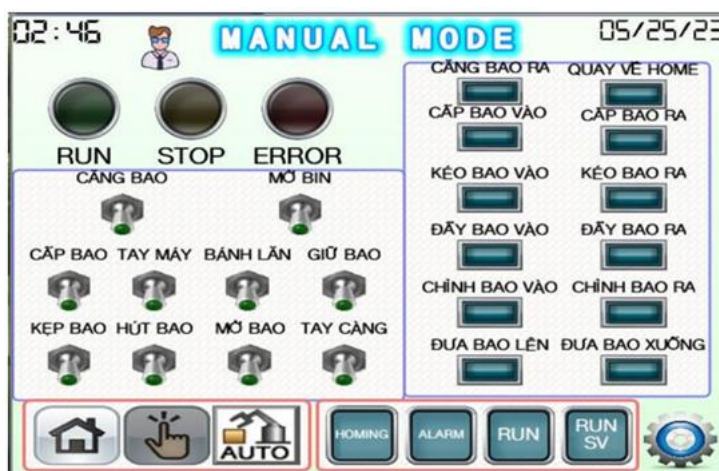 02:46 MANUAL MODE 05/25/23
CĂNG BAO RA QUAY VỀ HOME
CẤP BAO VÀO CẤP BAO RA
RUN STOP ERROR
KÉO BAO VÀO KÉO BAO RA
CĂNG BAO MỞ BIN
ĐẨY BAO VÀO ĐẨY BAO RA
CẤP BAO TAY MÁY BÁNH LĂN GIỮ BAO
CHỈNH BAO VÀO CHỈNH BAO RA
KẸP BAO HÚT BAO MỞ BAO TAY CÀNG
ĐƯA BAO LÊN ĐƯA BAO XUỐNG
AUTO HOMING ALARM RUN RUN
SV